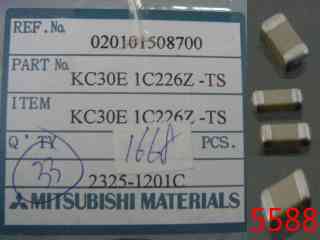 REF.No. 020101508700
PART No. KC30E 1C226Z-TS
ITEM KC30E 1C226Z-TS
Q'TY 33 1668 PCS.
2325-1201C
MITSUBISHI MATERIALS
5588